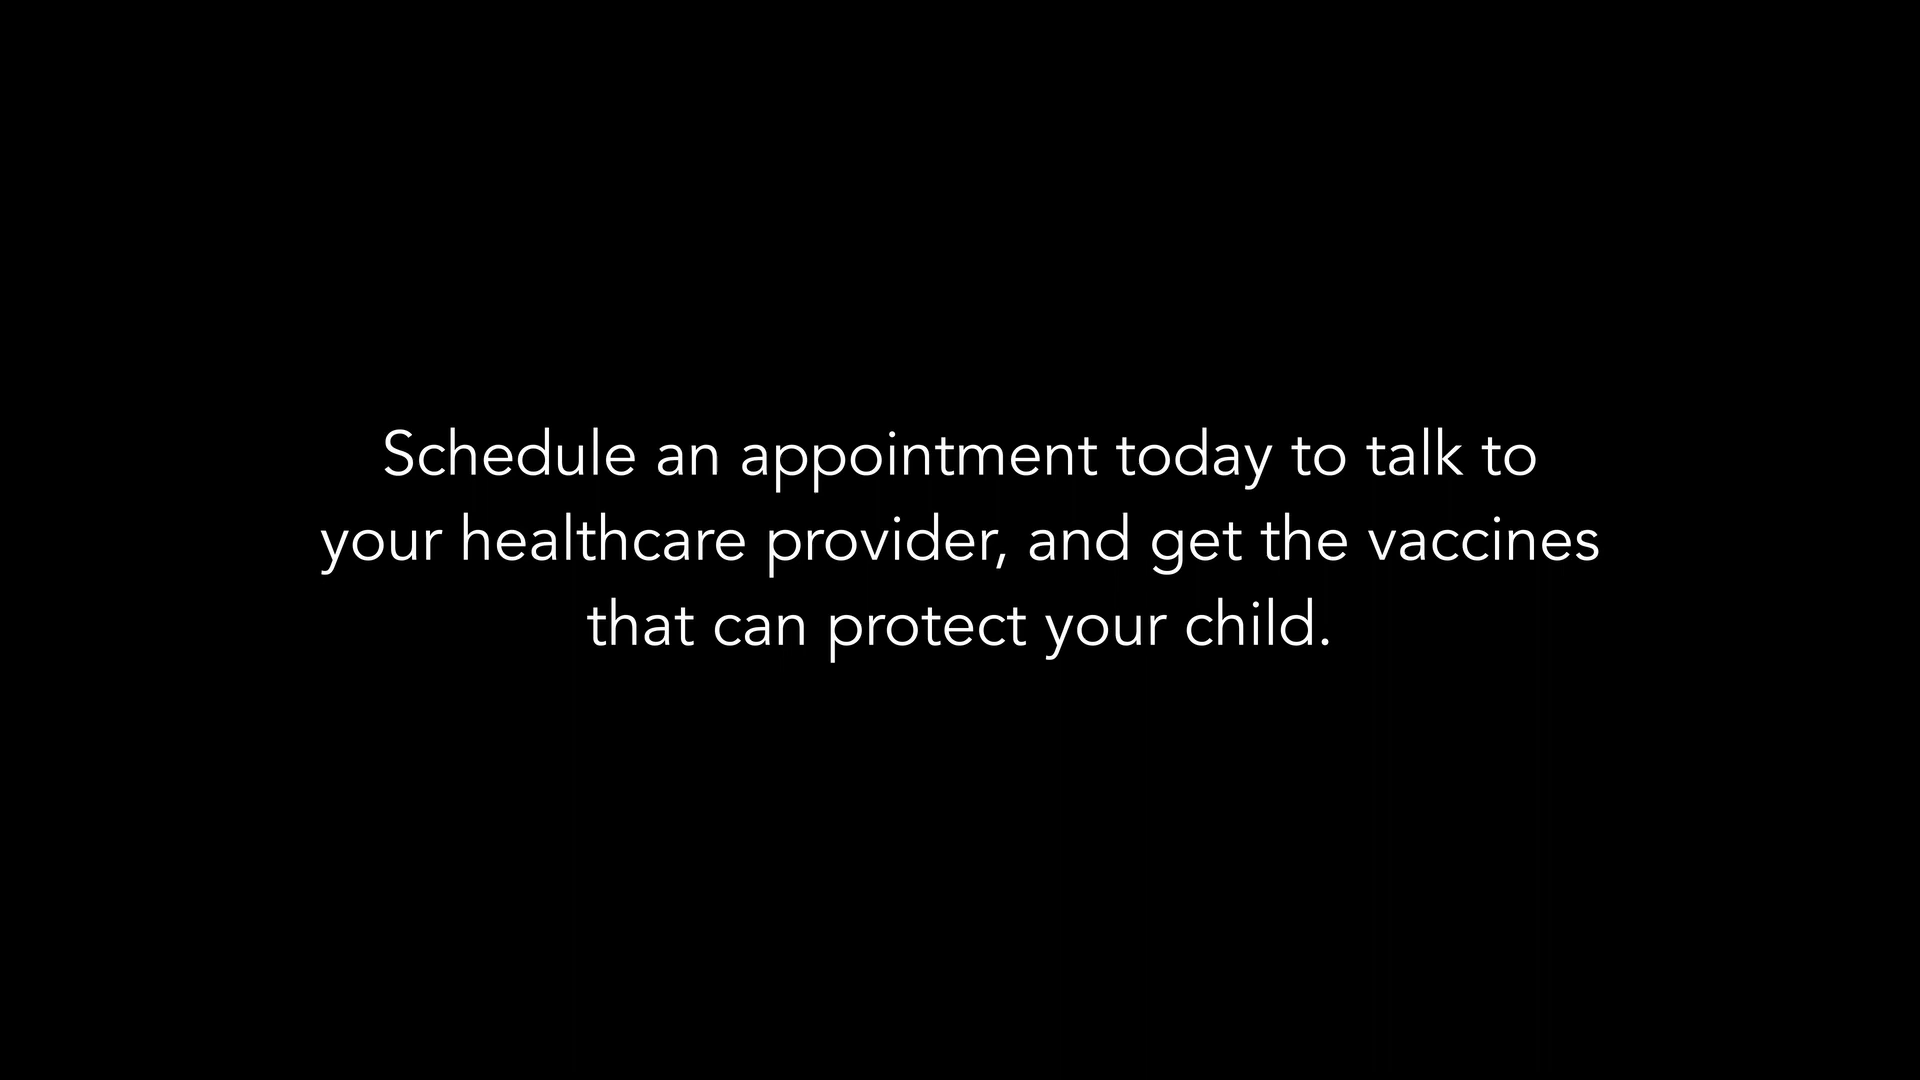 Schedule an appointment today to talk to
your healthcare provider, and get the vaccines
that can protect your child.